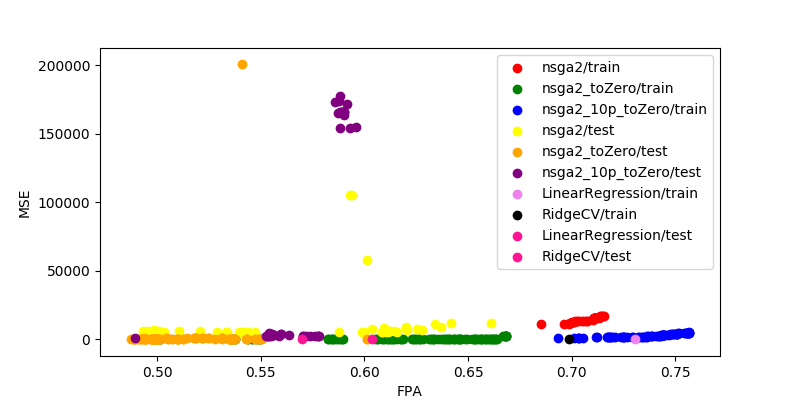 200000
150000
100000
50000
0
MSE
0.50 0.55 0.60 0.65 0.70 0.75
FPA
nsga2/train
nsga2_toZero/train
nsga2_10p_toZero/train
nsga2/test
nsga2_toZero/test
nsga2_10p_toZero/test
LinearRegression/train
RidgeCV/train
LinearRegression/test
RidgeCV/test